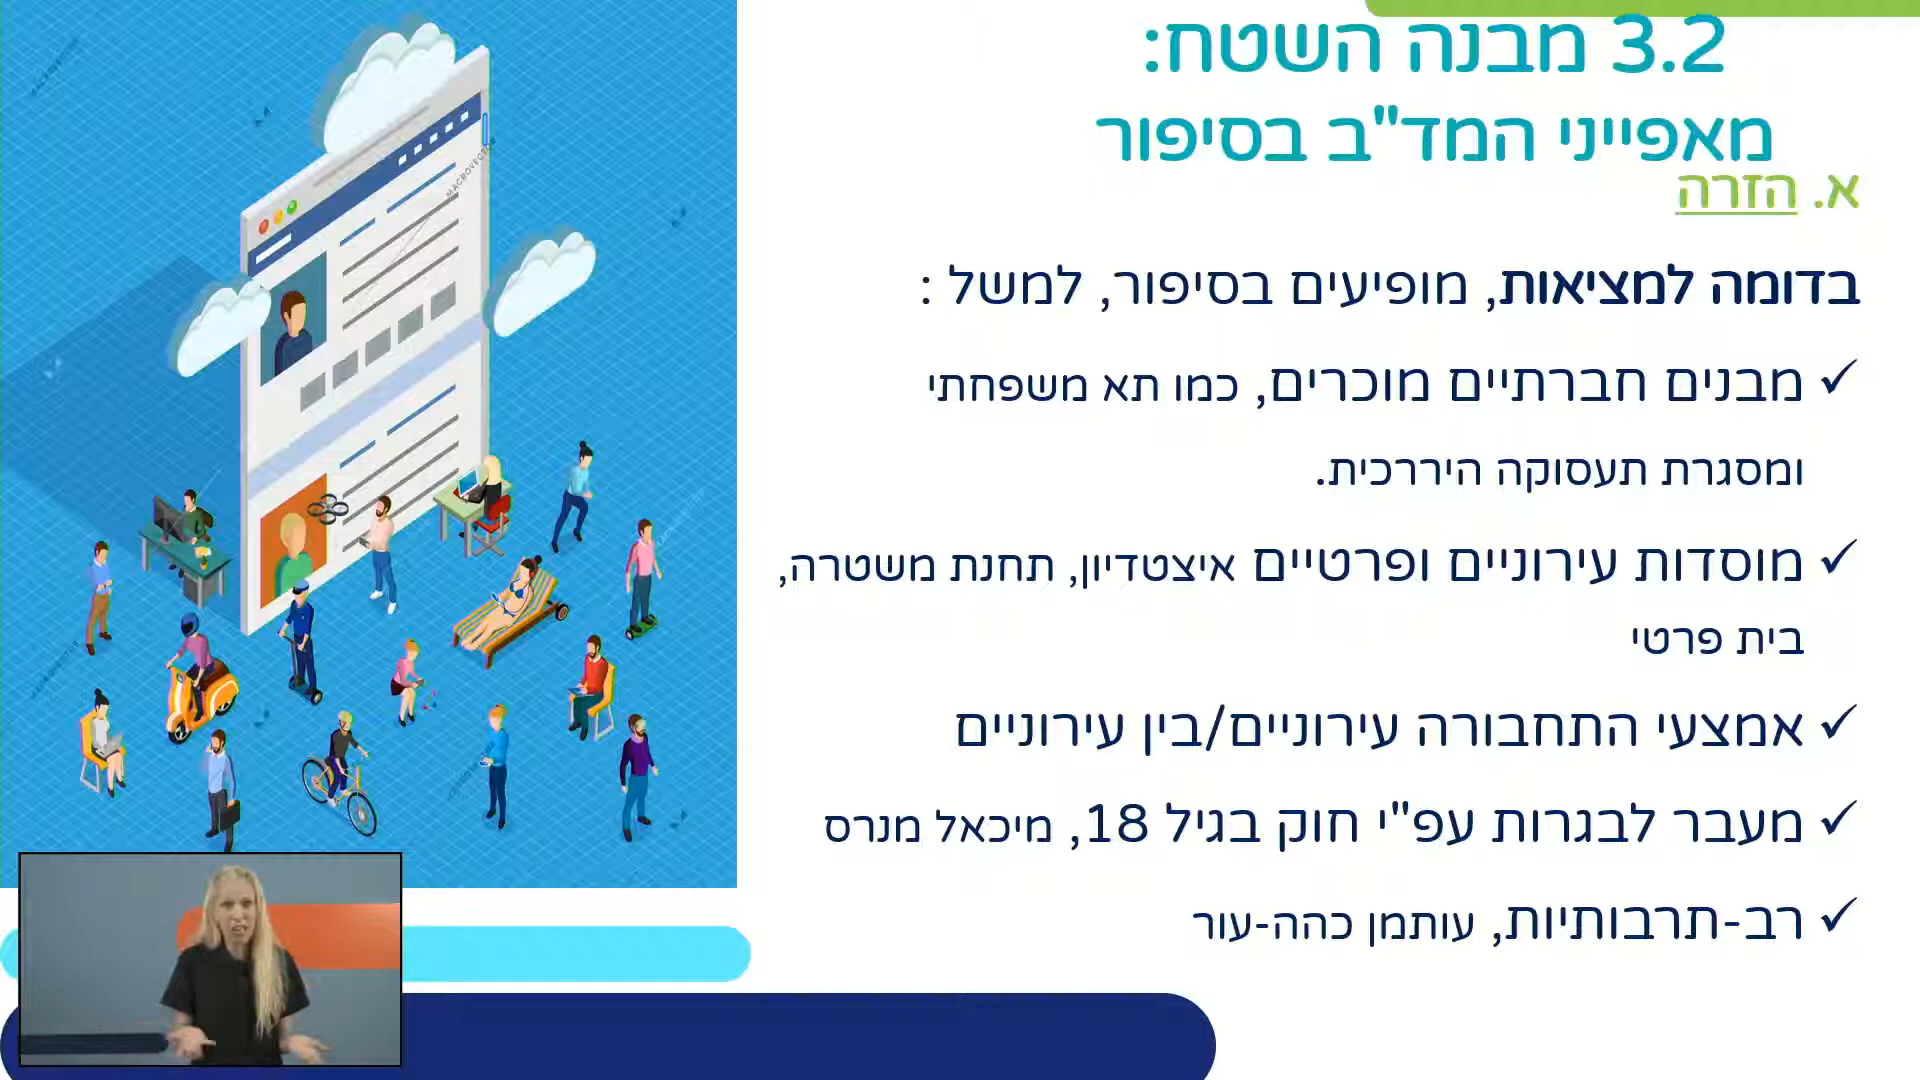 3.2 מבנה השטח:
מאפייני המד"ב בסיפור
א. הזרה
בדומה למציאות, מופיעים בסיפור, למשל :
✓ מבנים חברתיים מוכרים, כמו תא משפחתי
ומסגרת תעסוקה היררכית.
✓ מוסדות עירוניים ופרטיים איצטדיון, תחנת משטרה,
בית פרטי
✓ אמצעי התחבורה עירוניים/בין עירוניים
✓ מעבר לבגרות עפ"י חוק בגיל 18, מיכאל מנרס
✓ רב-תרבותיות, עותמן כהה-עור
MACROVECTOR